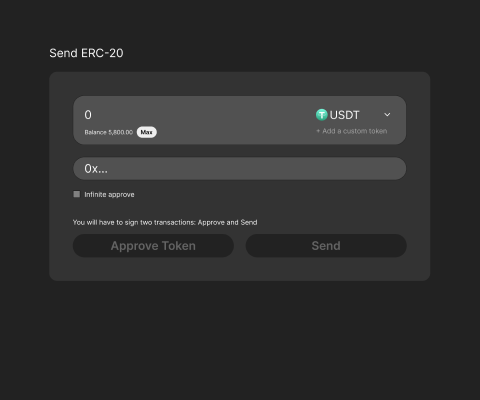 Send ERC-20
0
USDT
Balance 5,800.00 Max
+ Add a custom token
0x...
Infinite approve
You will have to sign two transactions: Approve and Send
Approve Token
Send